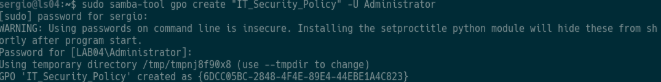 sergio@ls04:~$ sudo samba-tool gpo create "IT_Security_Policy" -U Administrator
[sudo] password for sergio:
WARNING: Using passwords on command line is insecure. Installing the setproctitle python module will hide these from sh
ortly after program start.
Password for [LAB04\Administrator]:
Using temporary directory /tmp/tmpnj8f90x8 (use --tmpdir to change)
GPO 'IT_Security_Policy' created as {6DCC05BC-2848-4F4E-89E4-44EBE1A4C823}